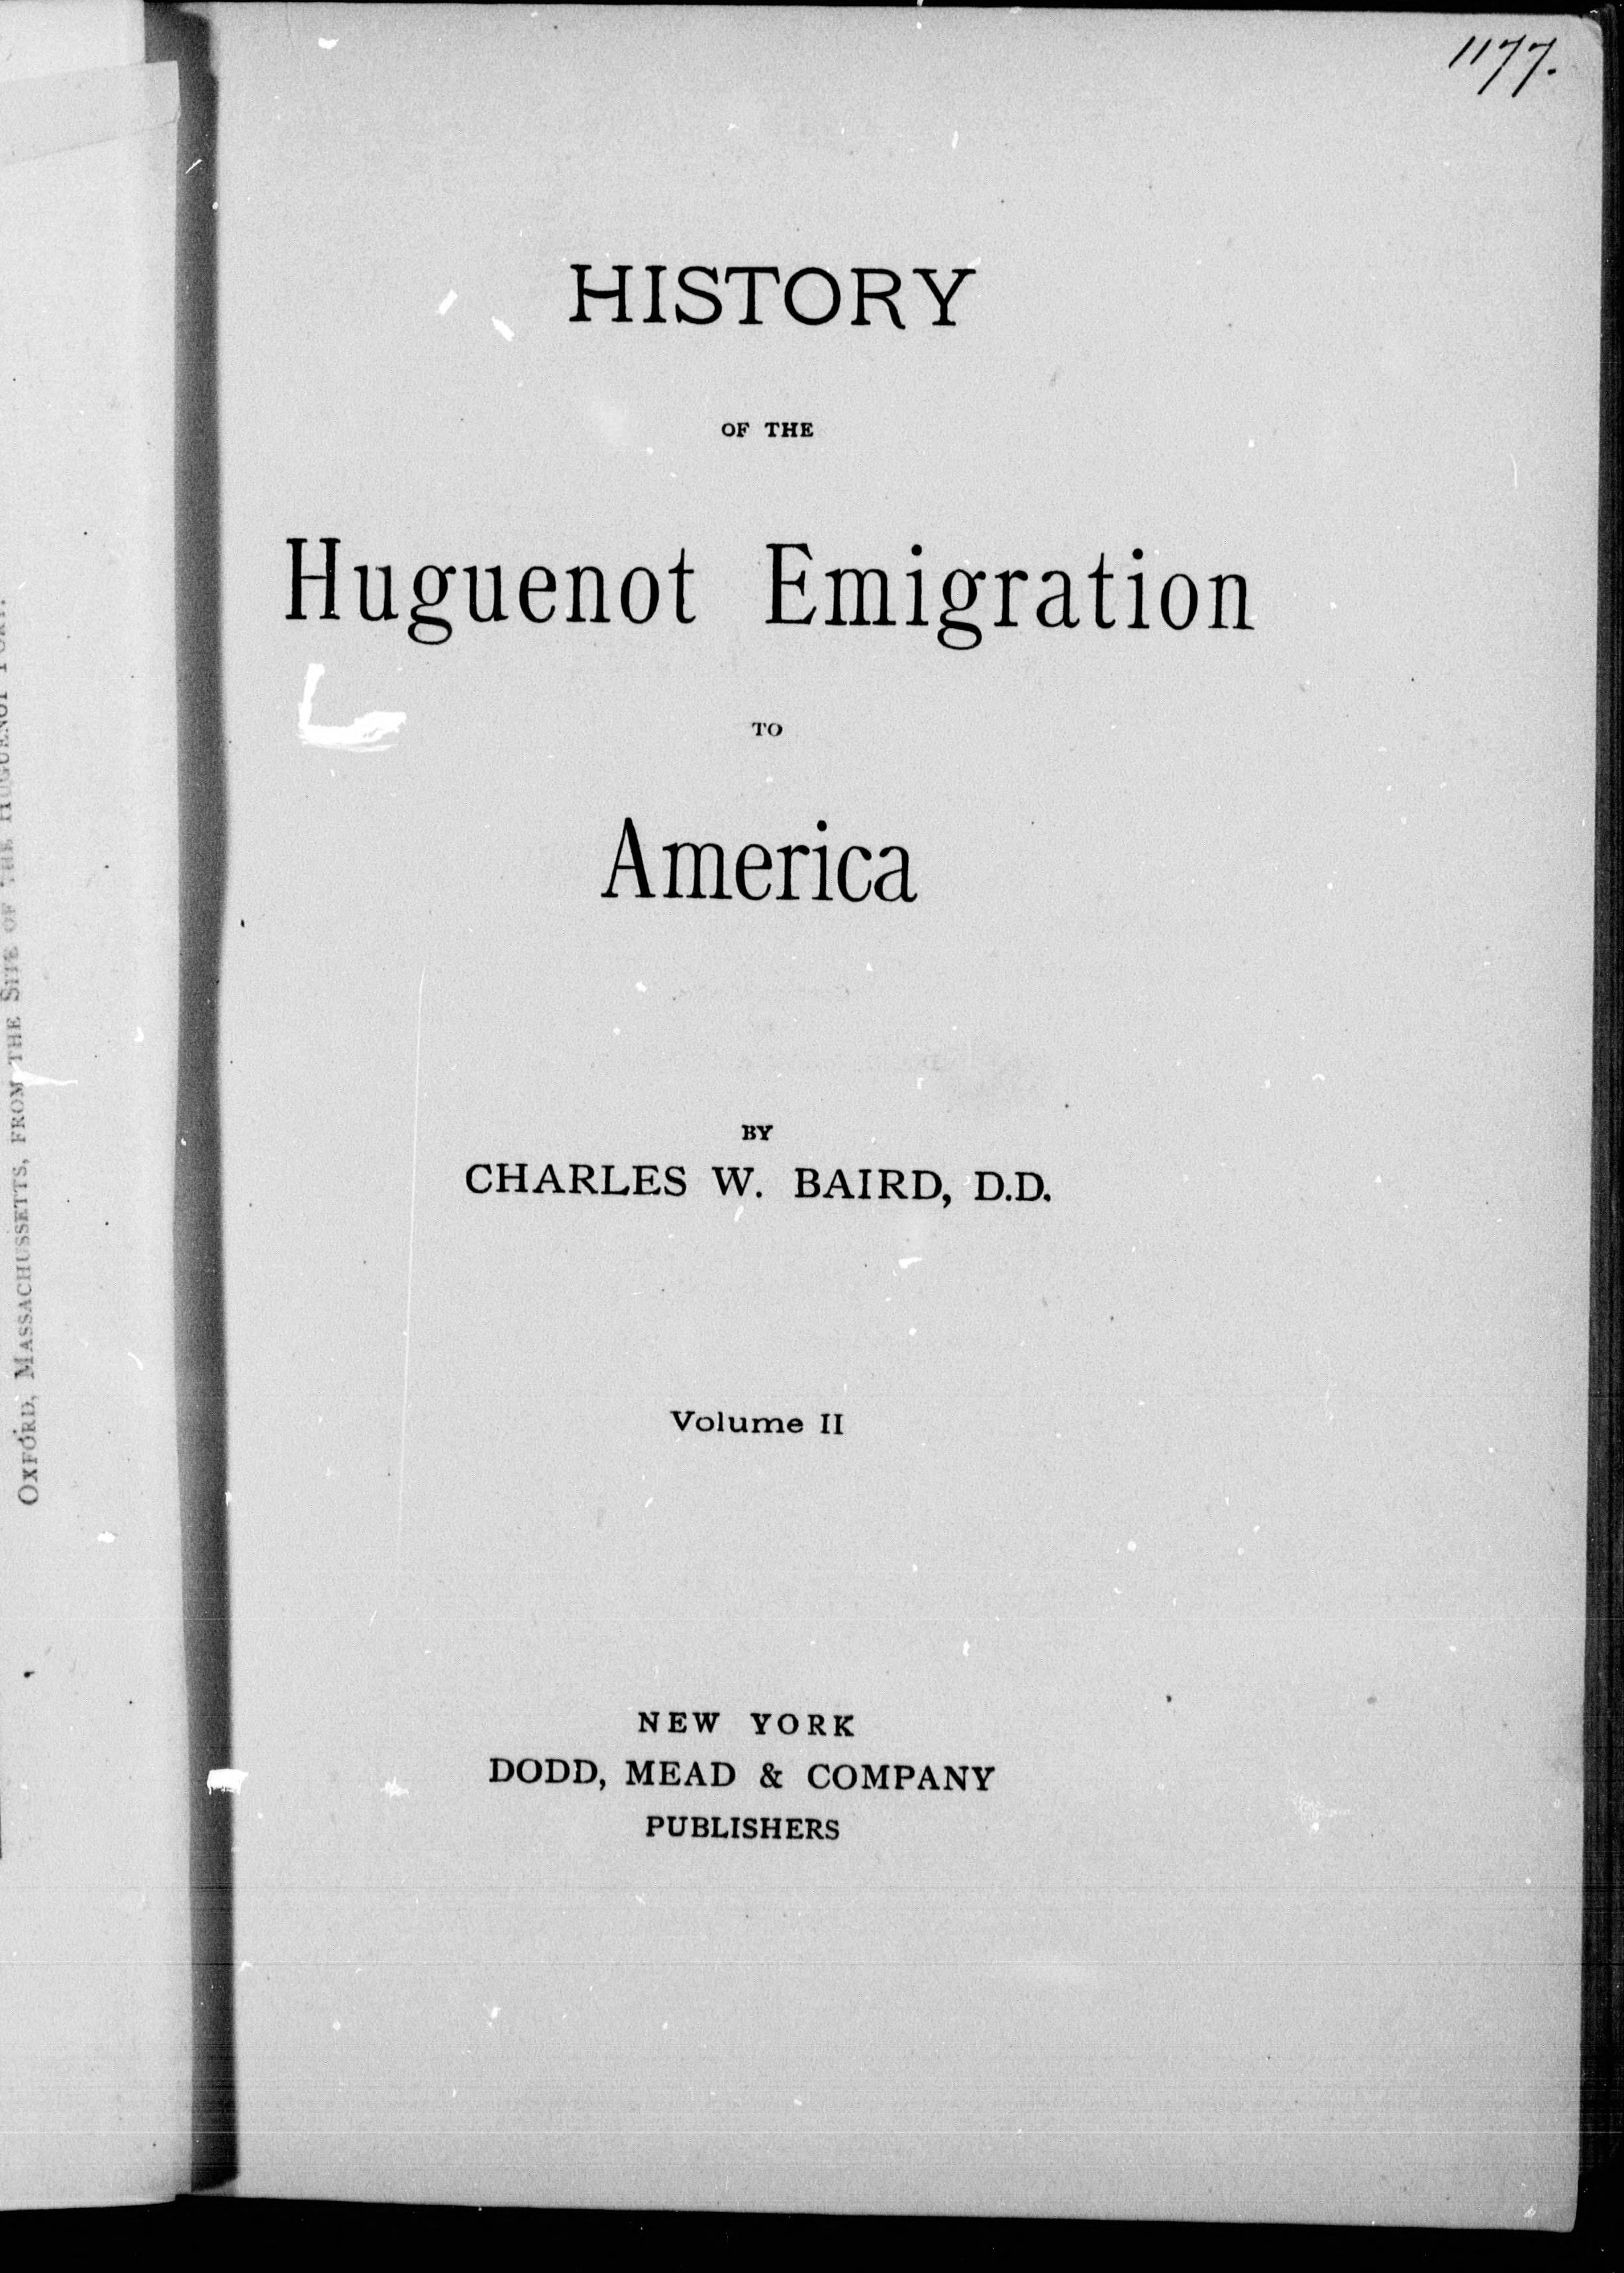 1177.
HISTORY
OF THE
Huguenot Emigration
TO
America
BY
CHARLES W. BAIRD, D.D.
Volume II
NEW YORK
DODD, MEAD & COMPANY
PUBLISHERS
OXFORD, MASSACHUSSETTS, FROM THE SITE OF THE HUGUENOT FORT.